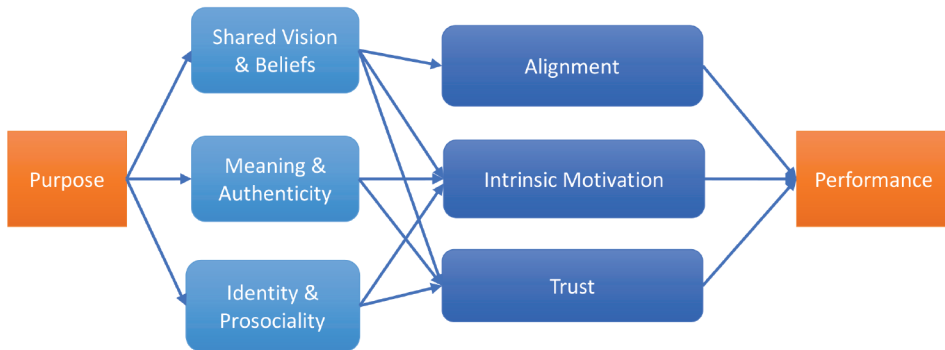 Purpose
Shared Vision
& Beliefs
Meaning &
Authenticity
Identity &
Prosociality
Alignment
Intrinsic Motivation
Trust
Performance